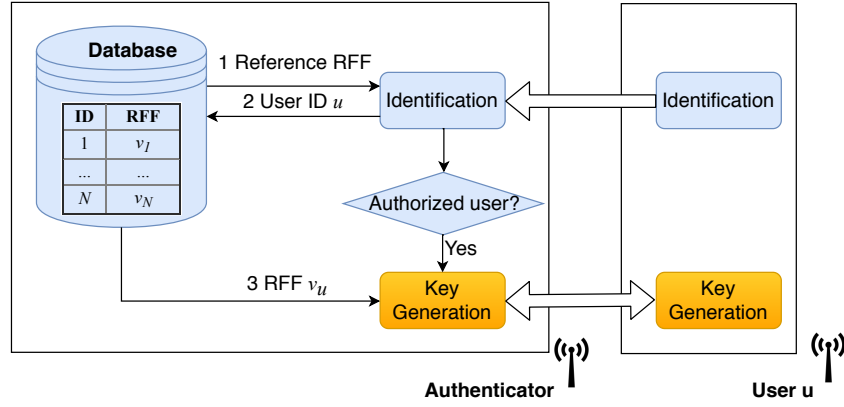 Database
1 Reference RFF
2 User ID u
Identification
Identification
ID RFF
1 v1
... ...
N vN
Authorized user?
Yes
3 RFF vu
Key
Generation
Key
Generation
Authenticator
User u